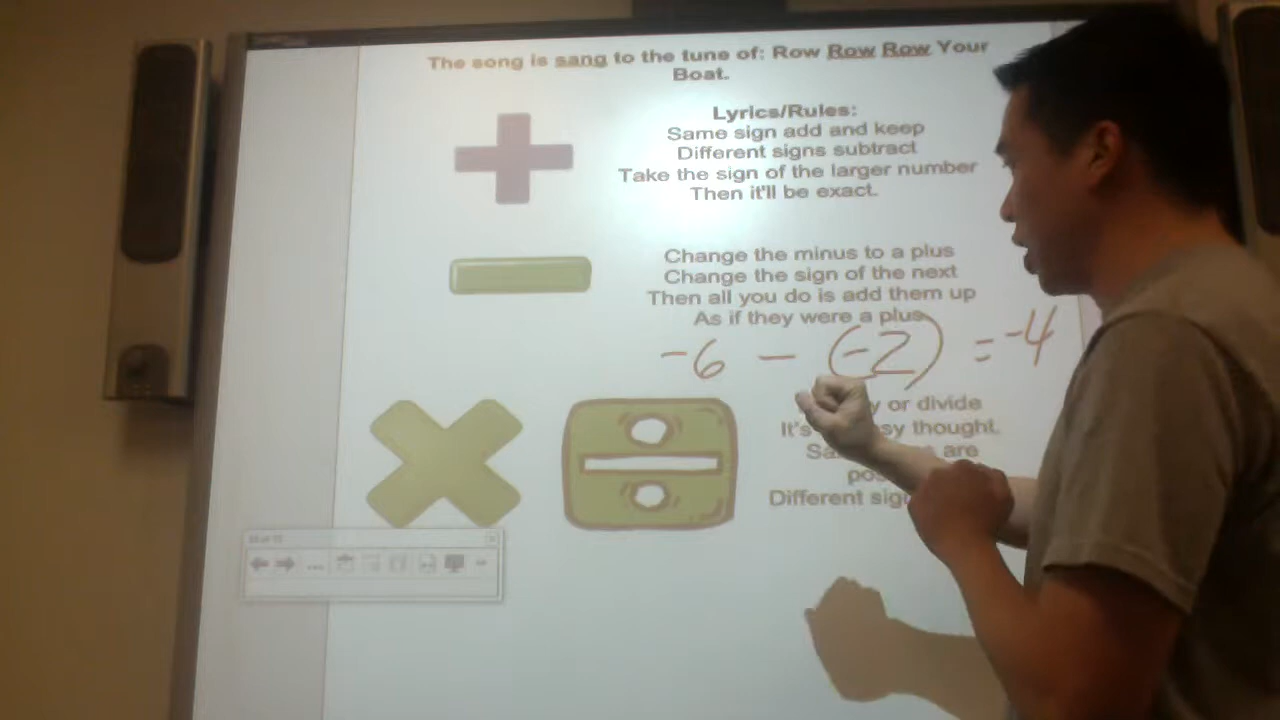 The song is sang to the tune of: Row Row Row Your
Boat.
Lyrics/Rules:
Same sign add and keep
Different signs subtract
Take the sign of the larger number
Then it'll be exact.
Change the minus to a plus
Change the sign of the next
Then all you do is add them up
As if they were a plus
-6 - (-2) = -4
or divide
It's thought.
are
Different